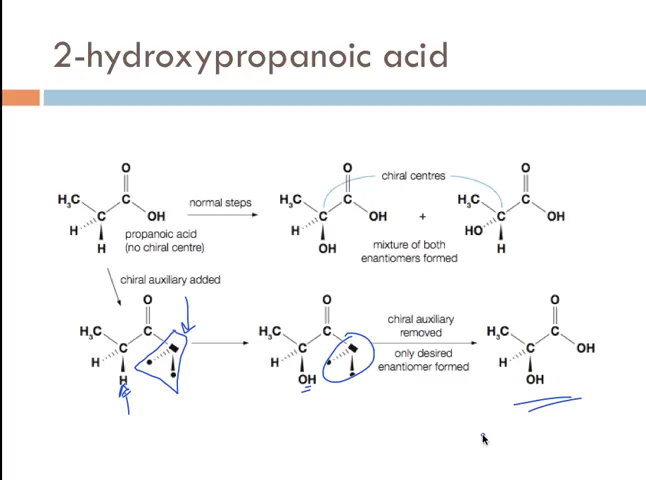 2-hydroxypropanoic acid
O
H₃C
C
C
H
OH
H
normal steps
propanoic acid
(no chiral centre)
O
H₃C
C
C
H
OH
OH
chiral centres
+
mixture of both
enantiomers formed
O
H₃C
C
C
HO
OH
H
chiral auxiliary added
O
H₃C
C
C
H
H
O
H₃C
C
C
H
OH
chiral auxiliary
removed
only desired
enantiomer formed
O
H₃C
C
C
H
OH
OH